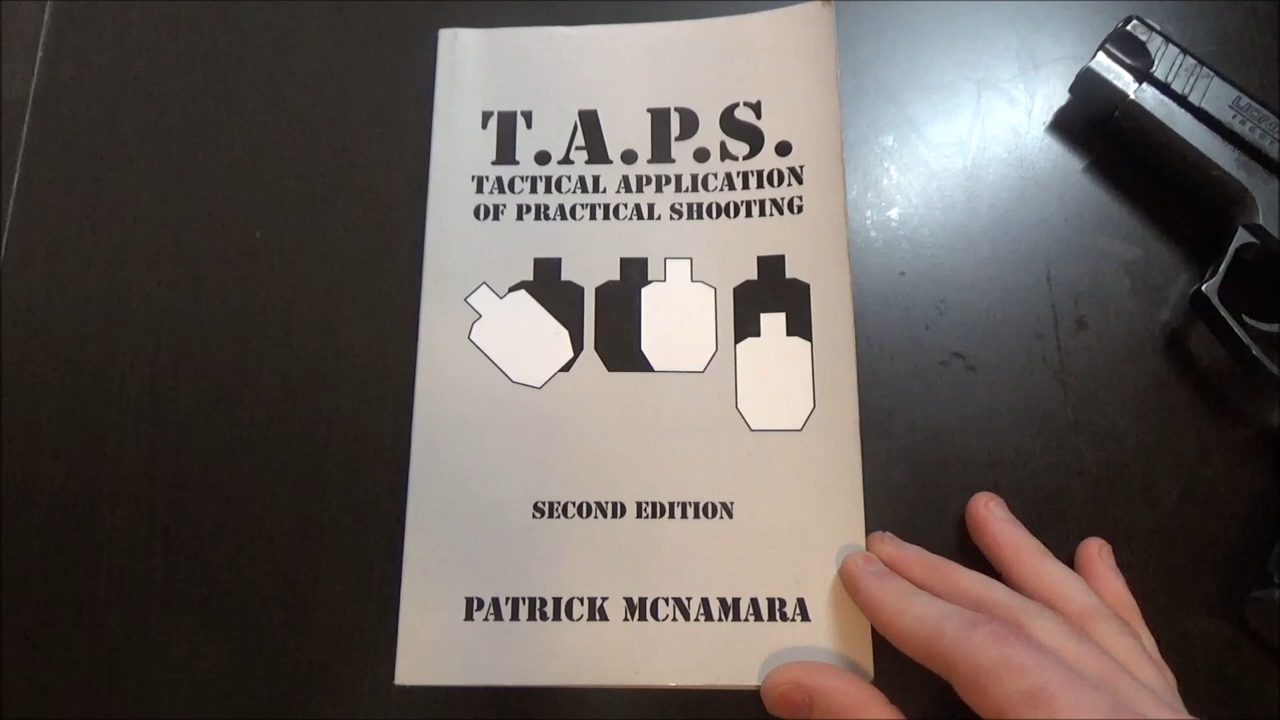 T.A.P.S.
TACTICAL APPLICATION
OF PRACTICAL SHOOTING
SECOND EDITION
PATRICK MCNAMARA